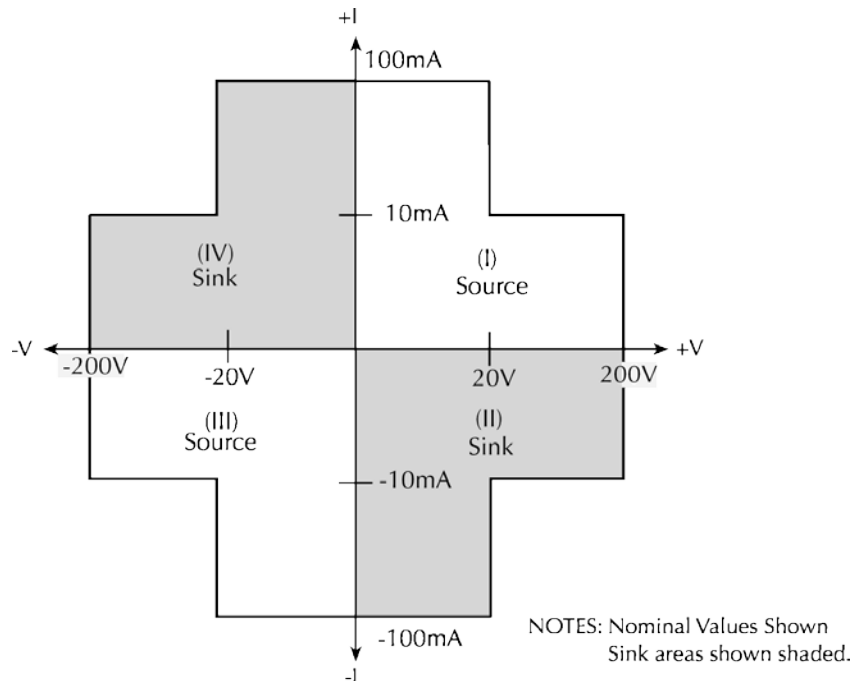 +I
100mA
10mA
(IV)
Sink
(I)
Source
-V
+V
-200V
-20V
20V
200V
(III)
Source
(II)
Sink
-10mA
-100mA
-I
NOTES: Nominal Values Shown
Sink areas shown shaded.